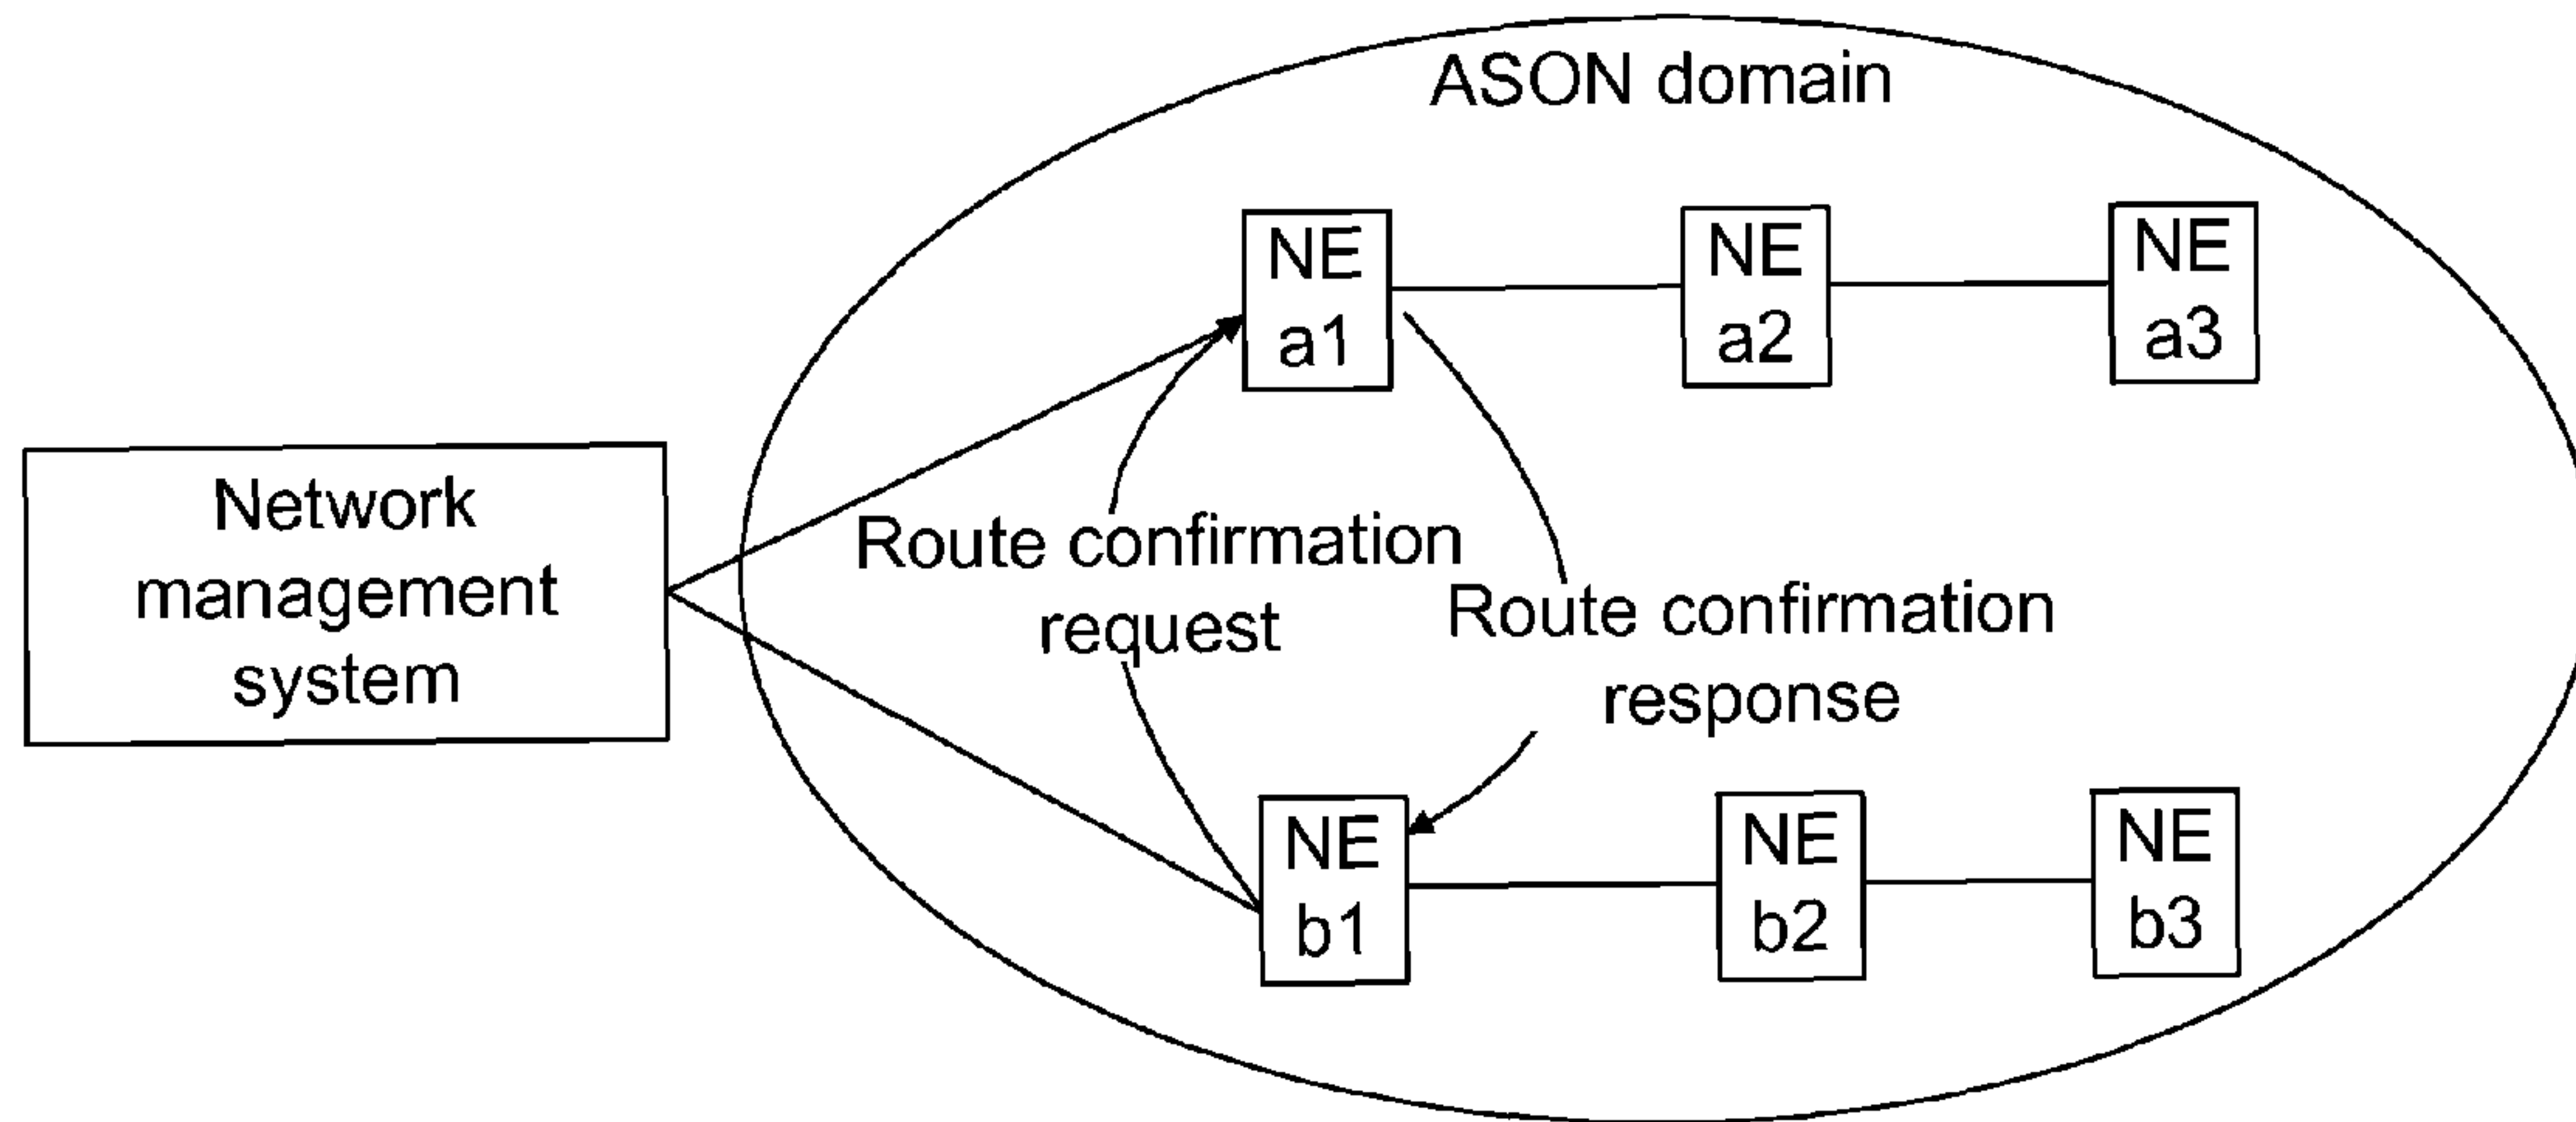 ASON domain
NE
a1
NE
a2
NE
a3
Network
management
system
Route confirmation
request
Route confirmation
response
NE
b1
NE
b2
NE
b3